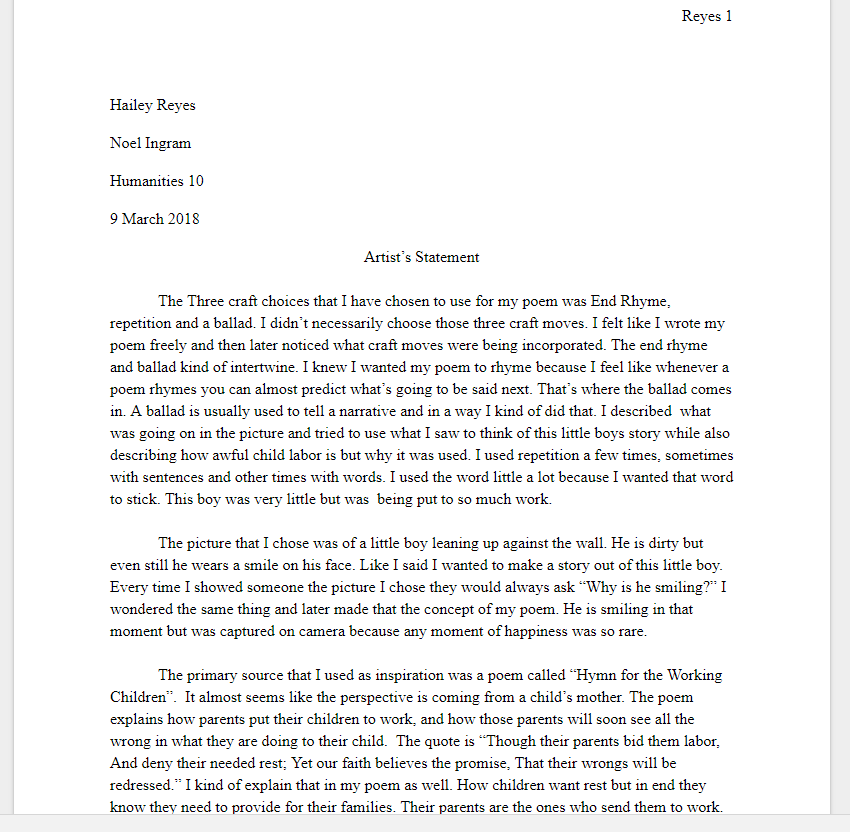 Reyes 1
Hailey Reyes
Noel Ingram
Humanities 10
9 March 2018
Artist’s Statement
The Three craft choices that I have chosen to use for my poem was End Rhyme,
repetition and a ballad. I didn’t necessarily choose those three craft moves. I felt like I wrote my
poem freely and then later noticed what craft moves were being incorporated. The end rhyme
and ballad kind of intertwine. I knew I wanted my poem to rhyme because I feel like whenever a
poem rhymes you can almost predict what’s going to be said next. That’s where the ballad comes
in. A ballad is usually used to tell a narrative and in a way I kind of did that. I described  what
was going on in the picture and tried to use what I saw to think of this little boys story while also
describing how awful child labor is but why it was used. I used repetition a few times, sometimes
with sentences and other times with words. I used the word little a lot because I wanted that word
to stick. This boy was very little but was  being put to so much work.
The picture that I chose was of a little boy leaning up against the wall. He is dirty but
even still he wears a smile on his face. Like I said I wanted to make a story out of this little boy.
Every time I showed someone the picture I chose they would always ask “Why is he smiling?” I
wondered the same thing and later made that the concept of my poem. He is smiling in that
moment but was captured on camera because any moment of happiness was so rare.
The primary source that I used as inspiration was a poem called “Hymn for the Working
Children”.  It almost seems like the perspective is coming from a child’s mother. The poem
explains how parents put their children to work, and how those parents will soon see all the
wrong in what they are doing to their child.  The quote is “Though their parents bid them labor,
And deny their needed rest; Yet our faith believes the promise, That their wrongs will be
redressed.” I kind of explain that in my poem as well. How children want rest but in end they
know they need to provide for their families. Their parents are the ones who send them to work.